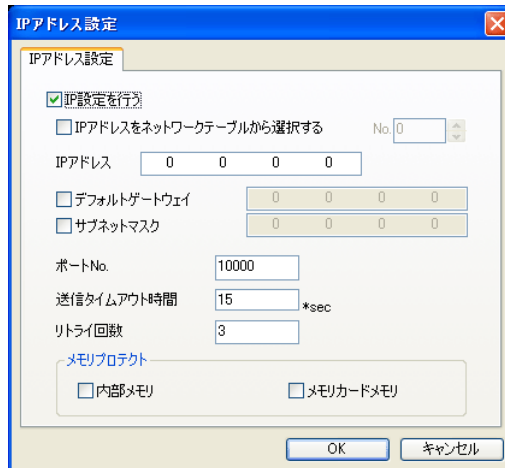 IPアドレス設定
IPアドレス設定
IP設定を行う
IPアドレスをネットワークテーブルから選択する No. 0
IPアドレス 0 0 0 0
デフォルトゲートウェイ 0 0 0 0
サブネットマスク 0 0 0 0
ポートNo. 10000
送信タイムアウト時間 15 *sec
リトライ回数 3
メモリプロテクト
内部メモリ メモリカードメモリ
OK キャンセル